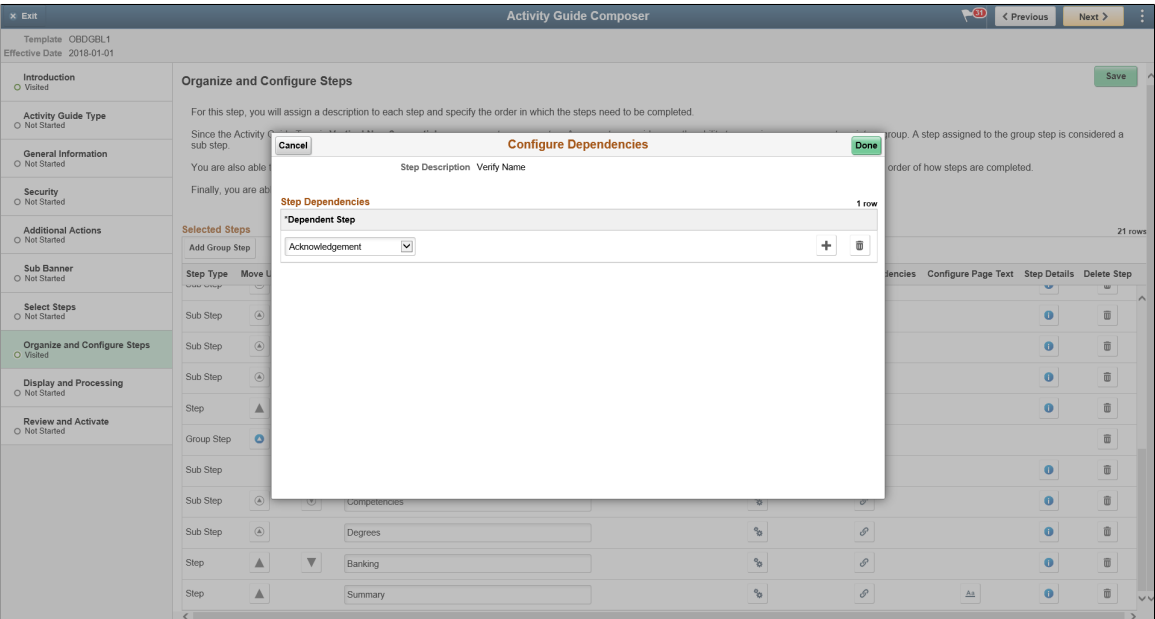 × Exit
Activity Guide Composer
31
Previous
Next
Template OBDGBL1
Effective Date 2018-01-01
Introduction
Visited
Activity Guide Type
Not Started
General Information
Not Started
Security
Not Started
Additional Actions
Not Started
Sub Banner
Not Started
Select Steps
Not Started
Organize and Configure Steps
Visited
Display and Processing
Not Started
Review and Activate
Not Started
Organize and Configure Steps
Save
For this step, you will assign a description to each step and specify the order in which the steps need to be completed.
Since the Activity
group. A step assigned to the group step is considered a
sub step.
You are also able
order of how steps are completed.
Finally, you are
Selected Steps
21 rows
Add Group Step
Step Type Move
Configure Page Text Step Details Delete Step
Cancel
Configure Dependencies
Done
Step Description Verify Name
Step Dependencies
1 row
*Dependent Step
Acknowledgement
Sub Step
Sub Step
Sub Step
Step
Group Step
Sub Step
Sub Step
Competencies
Sub Step
Degrees
Step
Banking
Step
Summary
Aa